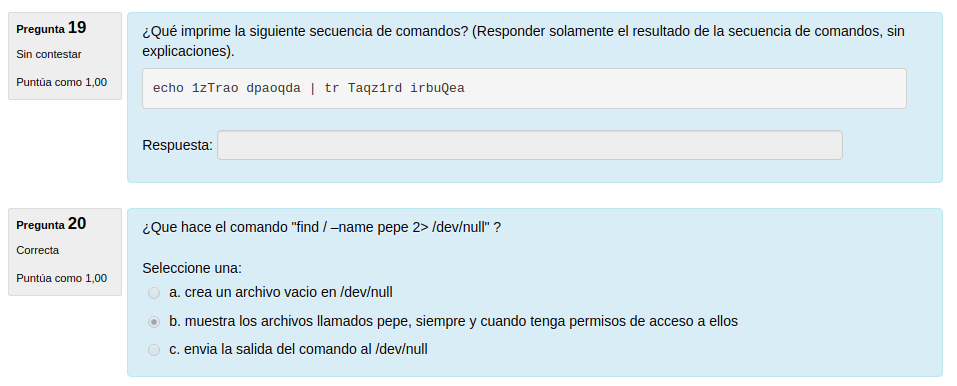 Pregunta 19
Sin contestar
Puntúa como 1,00
¿Qué imprime la siguiente secuencia de comandos? (Responder solamente el resultado de la secuencia de comandos, sin
explicaciones).
echo 1zTrao dpaoqda | tr Taqz1rd irbuQea
Respuesta:
Pregunta 20
Correcta
Puntúa como 1,00
¿Que hace el comando "find / –name pepe 2> /dev/null" ?
Seleccione una:
a. crea un archivo vacio en /dev/null
b. muestra los archivos llamados pepe, siempre y cuando tenga permisos de acceso a ellos
c. envia la salida del comando al /dev/null